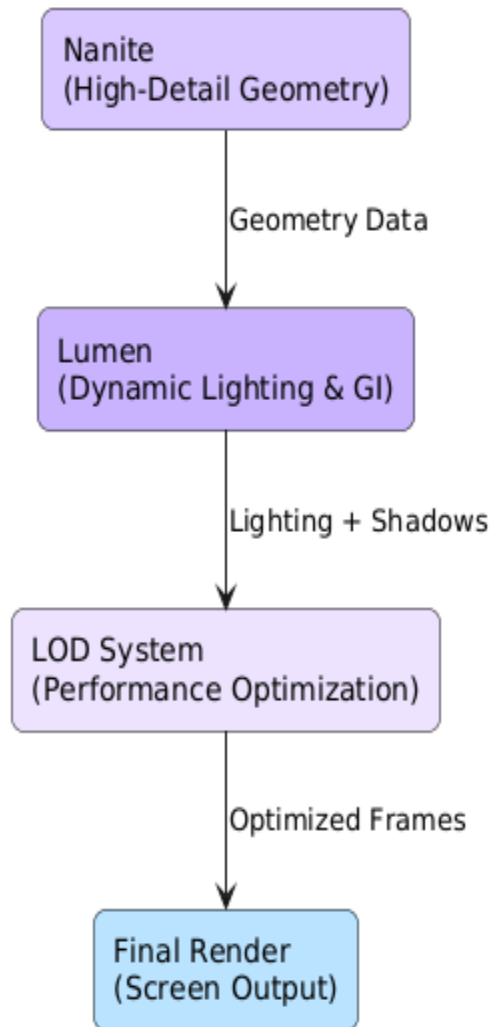 Nanite
(High-Detail Geometry)
Geometry Data
Lumen
(Dynamic Lighting & GI)
Lighting + Shadows
LOD System
(Performance Optimization)
Optimized Frames
Final Render
(Screen Output)